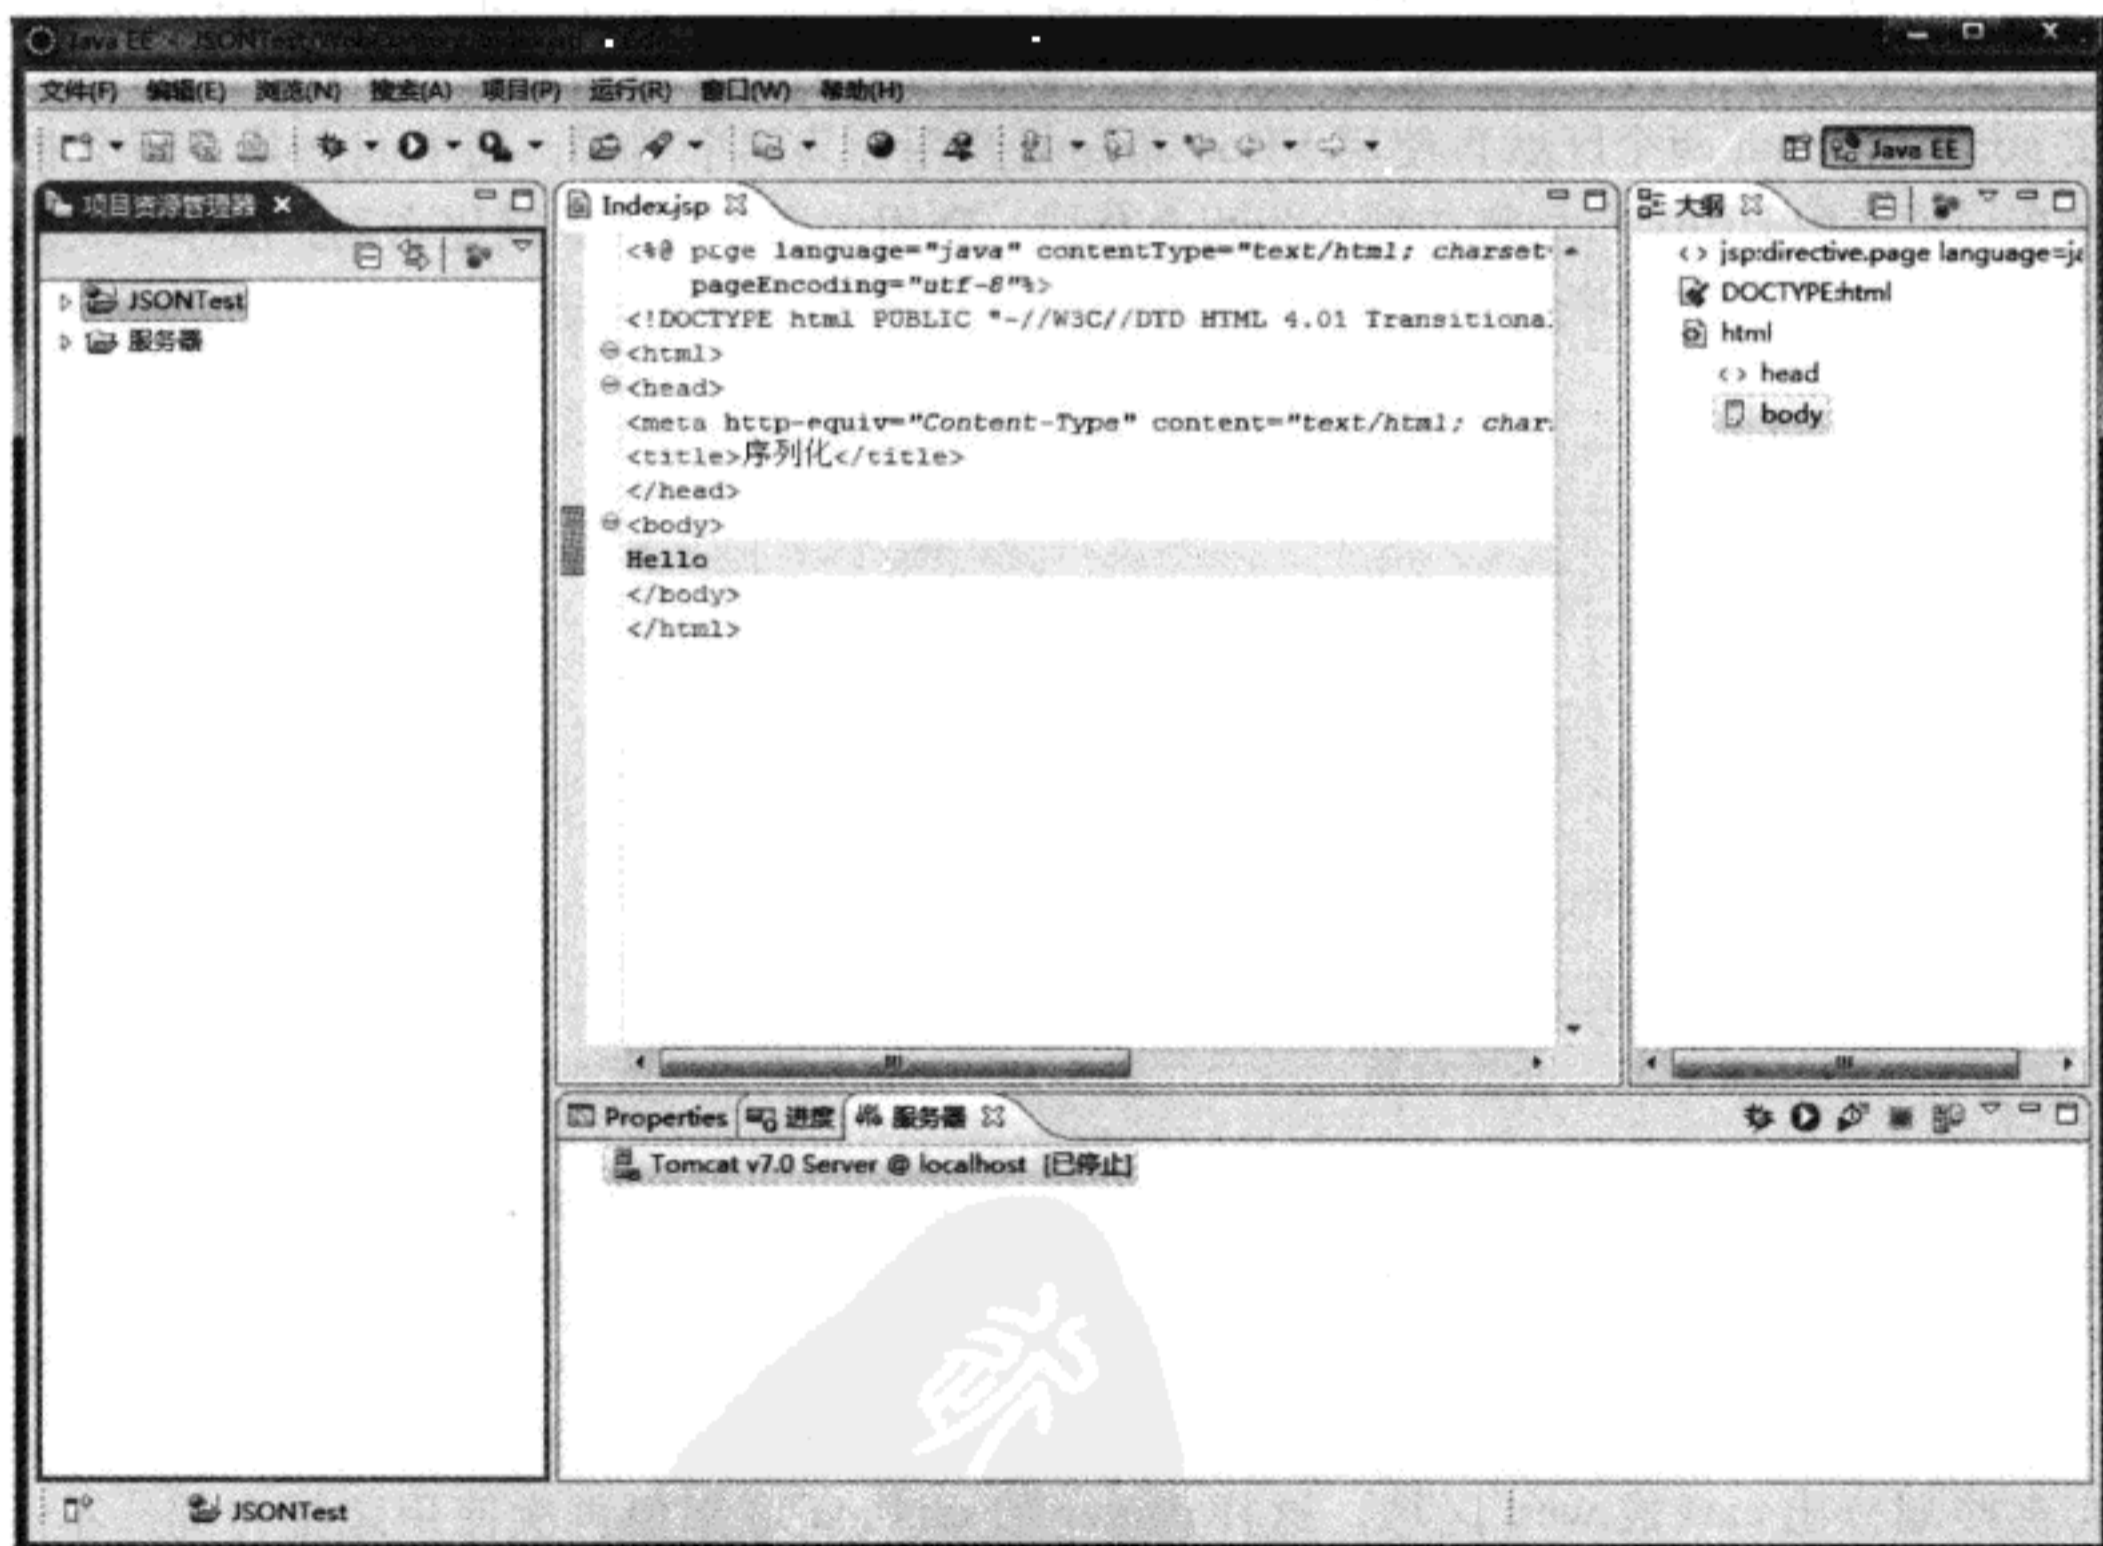 Java EE - JSONTest/
文件(F) 编辑(E) 浏览(N) 搜索(A) 项目(P) 运行(R) 窗口(W) 帮助(H)
Java EE
项目资源管理器
JSONTest
服务器
Index.jsp
<%@ page language="java" contentType="text/html; charset
pageEncoding="utf-8"%>
<!DOCTYPE html PUBLIC "-//W3C//DTD HTML 4.01 Transitional
<html>
<head>
<meta http-equiv="Content-Type" content="text/html; char
<title>序列化</title>
</head>
<body>
Hello
</body>
</html>
大纲
jsp:directive.page language=ja
DOCTYPE:html
html
head
body
Properties 进度 服务器
Tomcat v7.0 Server @ localhost [已停止]
JSONTest